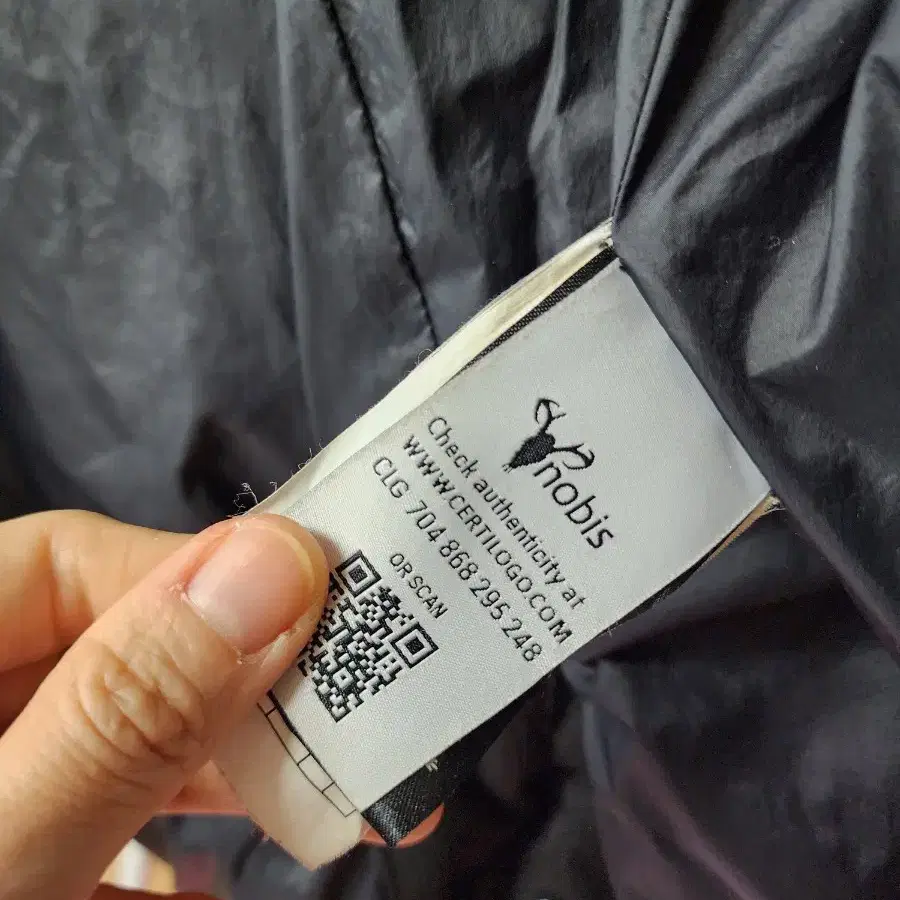 nobis
Check authenticity at
WWW.CERTILOGO.COM
CLG 704 868 295 248
OR SCAN